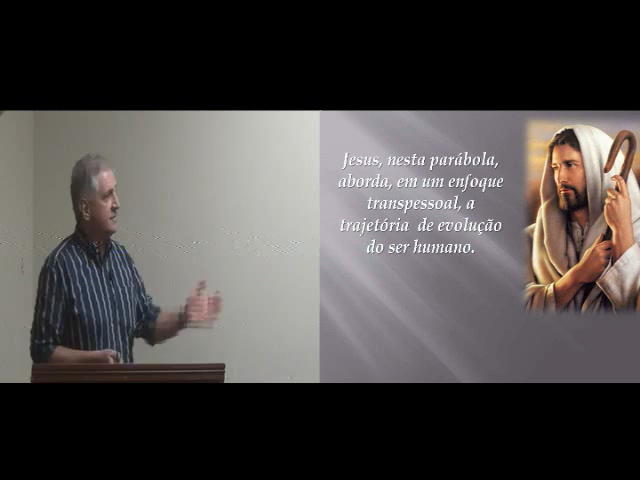 Jesus, nesta parábola,
aborda, em um enfoque
transpessoal, a
trajetória de evolução
do ser humano.